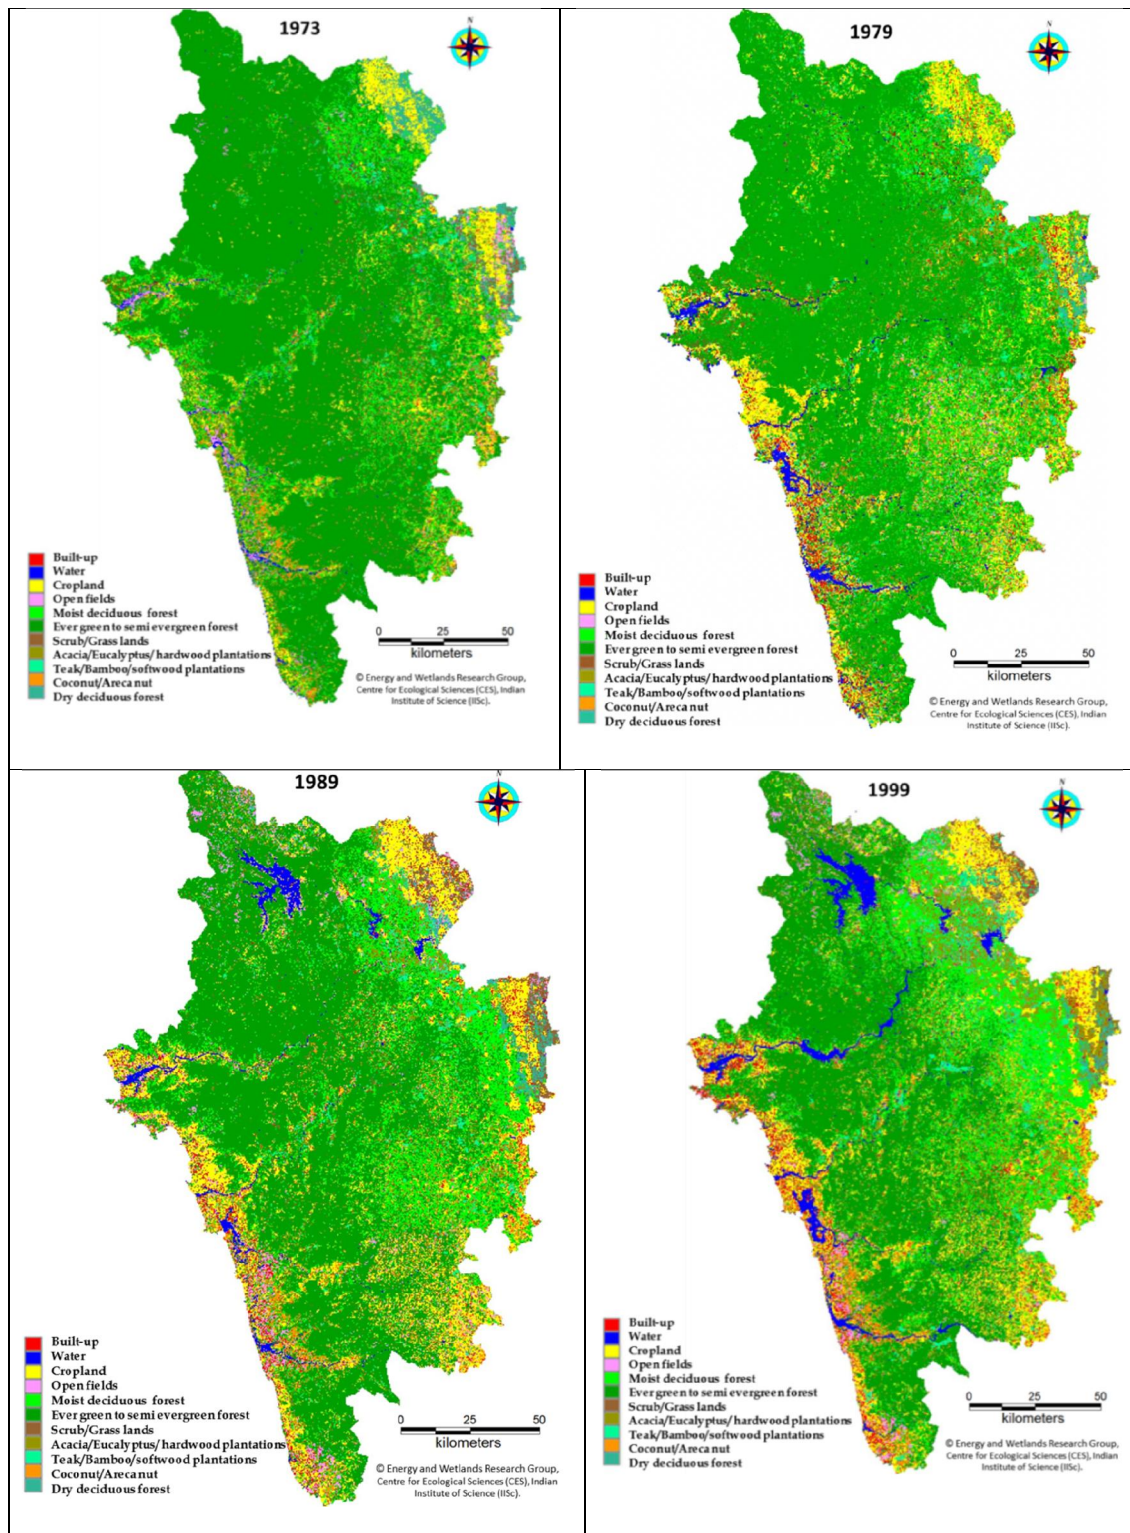 1973
N
Built-up
Water
Cropland
Open fields
Moist deciduous forest
Ever green to semi evergreen forest
Scrub/Grass lands
Acacia/Eucalyptus/ hardwood plantations
Teak/Bamboo/softwood plantations
Coconut/Areca nut
Dry deciduous forest
0 25 50
kilometers
© Energy and Wetlands Research Group,
Centre for Ecological Sciences (CES), Indian
Institute of Science (IISc).
1979
N
Built-up
Water
Cropland
Open fields
Moist deciduous forest
Ever green to semi evergreen forest
Scrub/Grass lands
Acacia/Eucalyptus/ hardwood plantations
Teak/Bamboo/softwood plantations
Coconut/Areca nut
Dry deciduous forest
0 25 50
kilometers
© Energy and Wetlands Research Group,
Centre for Ecological Sciences (CES), Indian
Institute of Science (IISc).
1989
N
Built-up
Water
Cropland
Open fields
Moist deciduous forest
Ever green to semi evergreen forest
Scrub/Grass lands
Acacia/Eucalyptus/ hardwood plantations
Teak/Bamboo/softwood plantations
Coconut/Areca nut
Dry deciduous forest
0 25 50
kilometers
© Energy and Wetlands Research Group,
Centre for Ecological Sciences (CES), Indian
Institute of Science (IISc).
1999
N
Built-up
Water
Cropland
Open fields
Moist deciduous forest
Ever green to semi evergreen forest
Scrub/Grass lands
Acacia/Eucalyptus/ hardwood plantations
Teak/Bamboo/softwood plantations
Coconut/Areca nut
Dry deciduous forest
0 25 50
kilometers
© Energy and Wetlands Research Group,
Centre for Ecological Sciences (CES), Indian
Institute of Science (IISc).